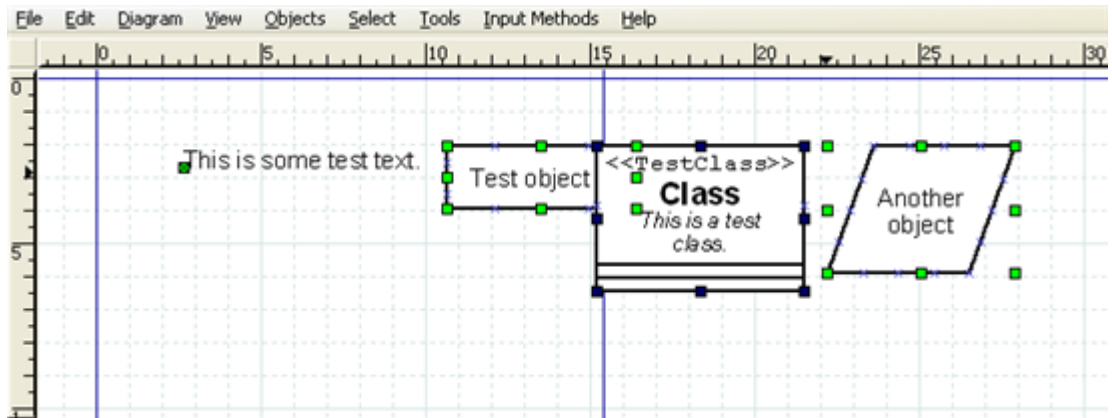 File Edit Diagram View Objects Select Tools Input Methods Help
0 5 10 15 20 25 30
0
This is some test text.
<<TestClass>>
Test object
Class
Another
object
This is a test
class.
5